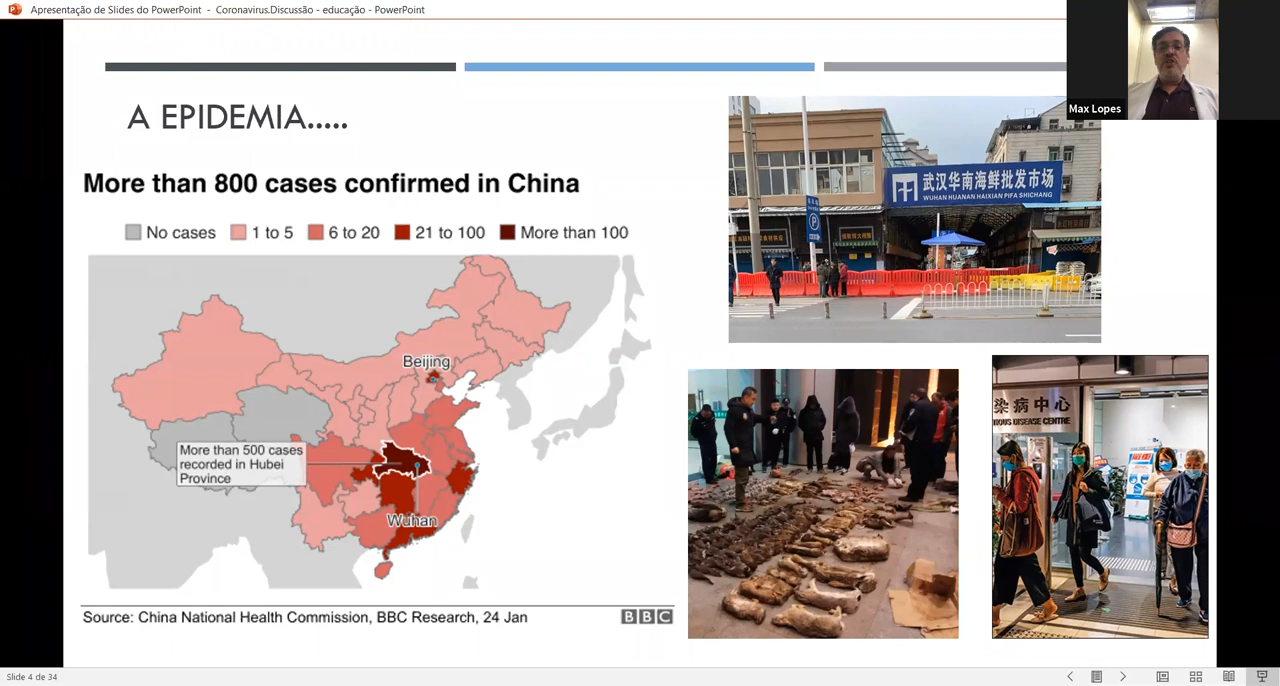 Apresentação de Slides do PowerPoint - Coronavirus.Discussão - educação - PowerPoint
Max Lopes
A EPIDEMIA.....
More than 800 cases confirmed in China
No cases
1 to 5
6 to 20
21 to 100
More than 100
Beijing
More than 500 cases
recorded in Hubei
Province
Wuhan
Source: China National Health Commission, BBC Research, 24 Jan
BBC
武汉华南海鲜批发市场
WUHAN HUANAN HAIXIAN PIFA SHICHANG
P
染病中心
IOUS DISEASE CENTRE
Slide 4 de 34